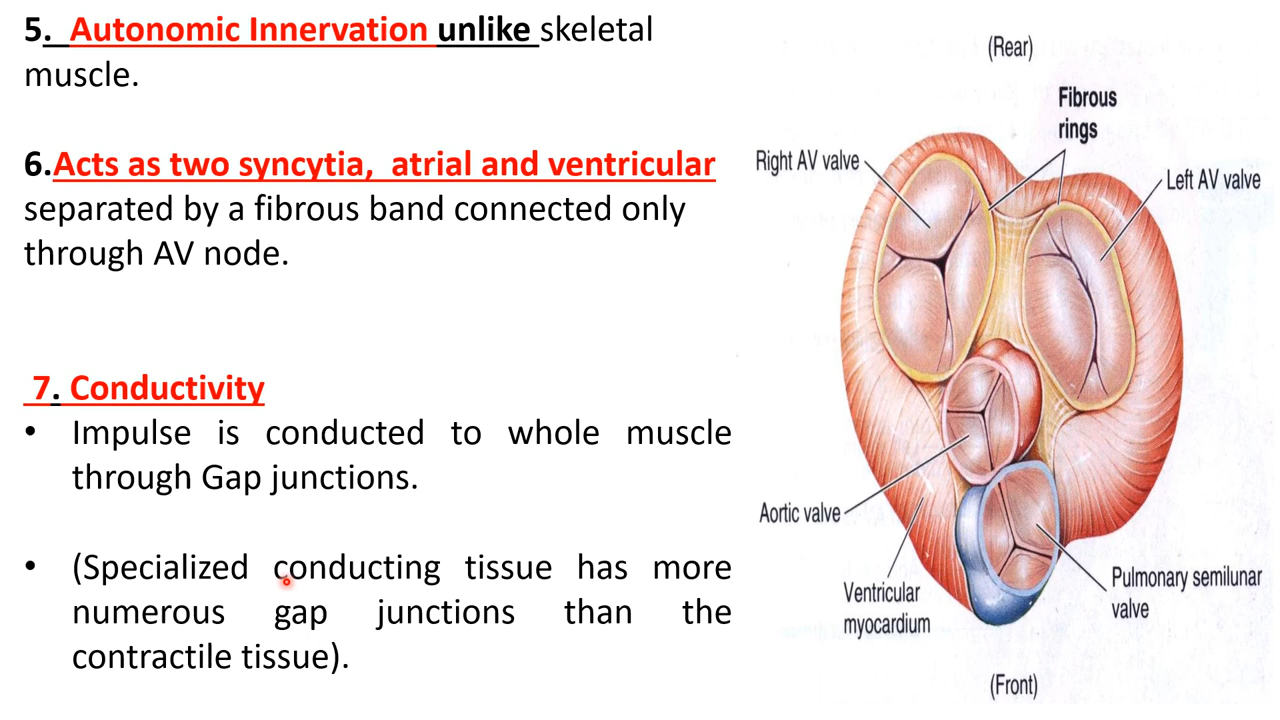 5. Autonomic Innervation unlike skeletal
muscle.
6.Acts as two syncytia, atrial and ventricular
separated by a fibrous band connected only
through AV node.
7. Conductivity
• Impulse is conducted to whole muscle
through Gap junctions.
• (Specialized conducting tissue has more
numerous gap junctions than the
contractile tissue).
(Rear)
Fibrous
rings
Right AV valve
Left AV valve
Aortic valve
Ventricular
myocardium
Pulmonary semilunar
valve
(Front)